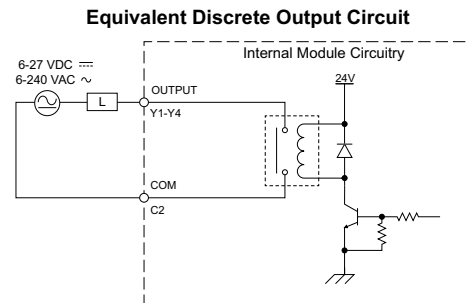 Equivalent Discrete Output Circuit
Internal Module Circuitry
6-27 VDC ⎓
6-240 VAC ∿
24V
L
OUTPUT
Y1-Y4
COM
C2